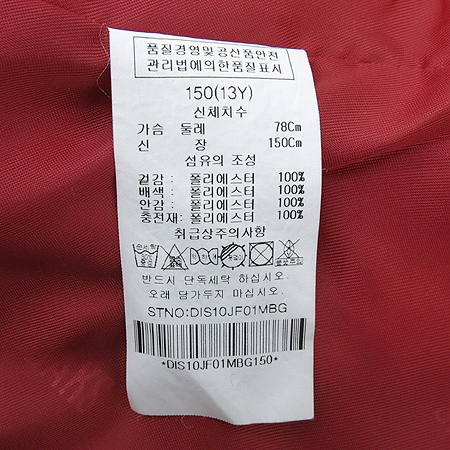 품질경영및공산품안전
관리법에의한품질표시
150(13Y)
신체치수
가슴 둘레 78Cm
신 장 150Cm
섬유의 조성
겉감 : 폴리에스터 100%
배색 : 폴리에스터 100%
안감 : 폴리에스터 100%
충전재: 폴리에스터 100%
취급상주의사항
반드시 단독세탁 하십시오.
오래 담가두지 마십시오.
STNO:DIS10JF01MBG
*DIS10JF01MBG150*